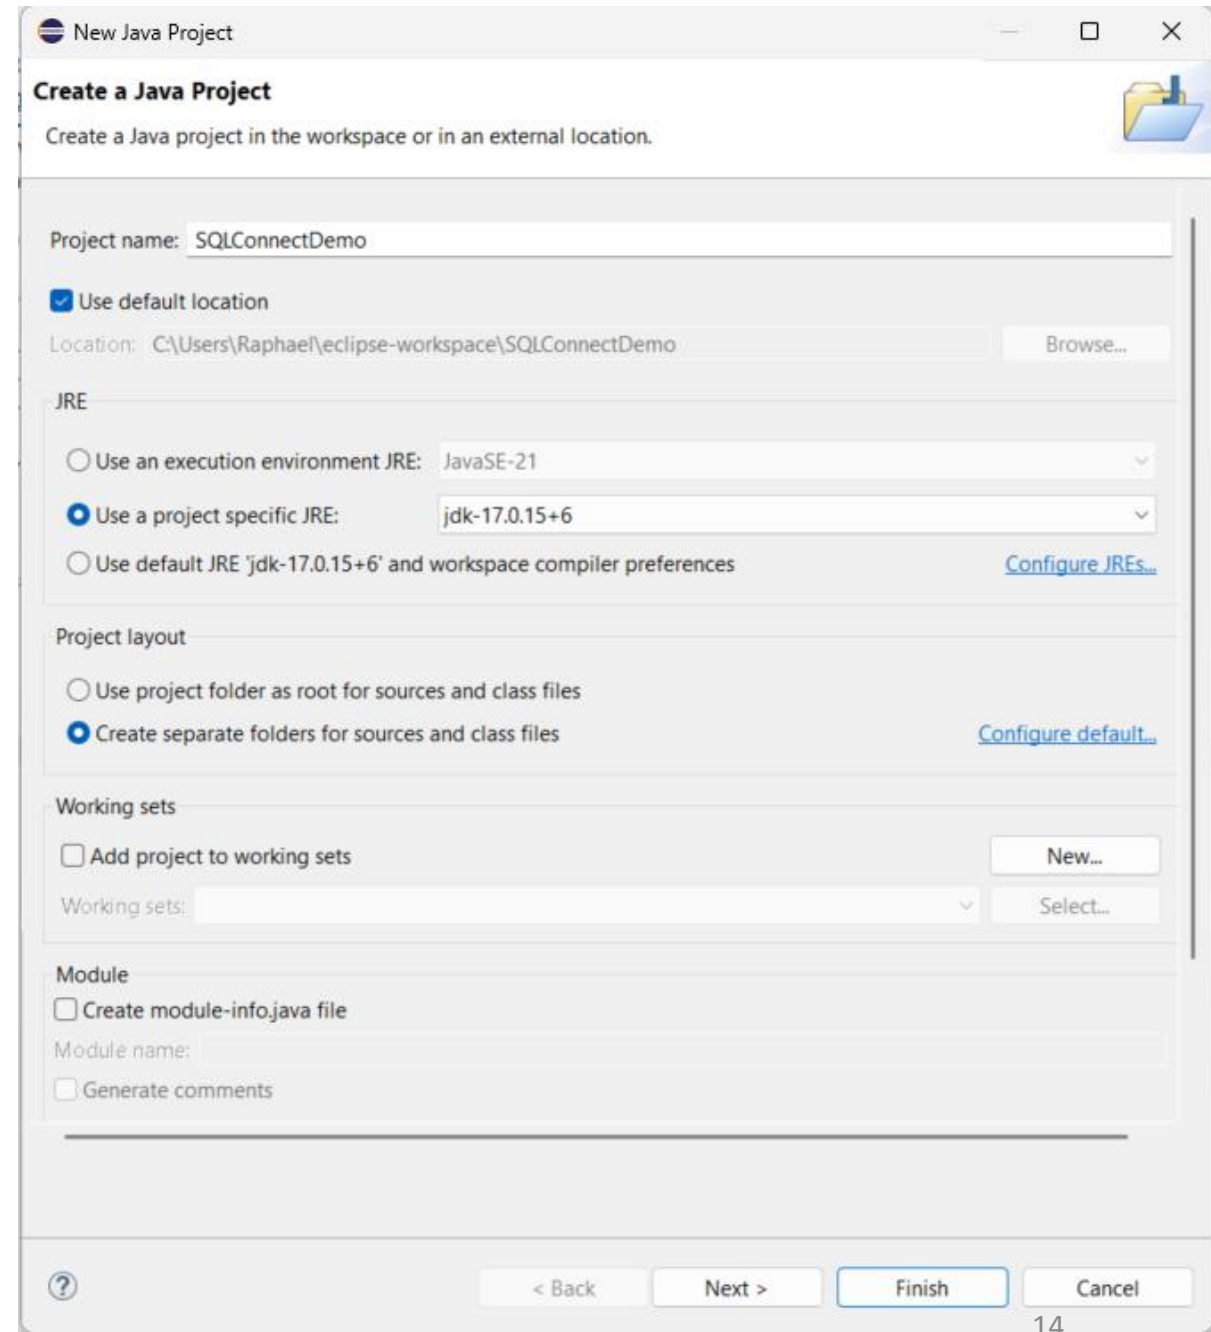 New Java Project
Create a Java Project
Create a Java project in the workspace or in an external location.
Project name: SQLConnectDemo
Use default location
Location: C:\Users\Raphael\eclipse-workspace\SQLConnectDemo Browse...
JRE
Use an execution environment JRE: JavaSE-21
Use a project specific JRE: jdk-17.0.15+6
Use default JRE 'jdk-17.0.15+6' and workspace compiler preferences Configure JREs...
Project layout
Use project folder as root for sources and class files
Create separate folders for sources and class files Configure default...
Working sets
Add project to working sets New...
Working sets: Select...
Module
Create module-info.java file
Module name:
Generate comments
? < Back Next > Finish Cancel
14